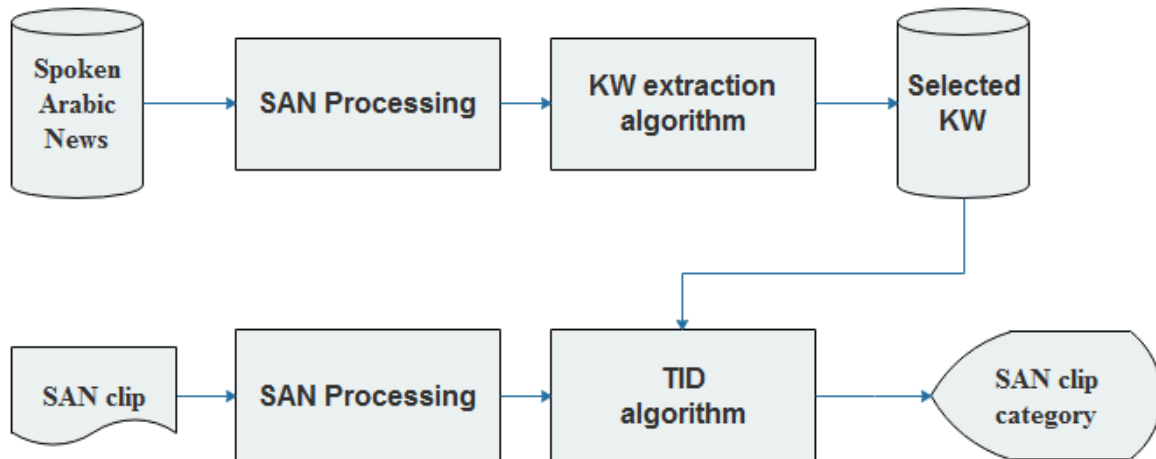 Spoken
Arabic
News
SAN Processing
KW extraction
algorithm
Selected
KW
SAN clip
SAN Processing
TID
algorithm
SAN clip
category